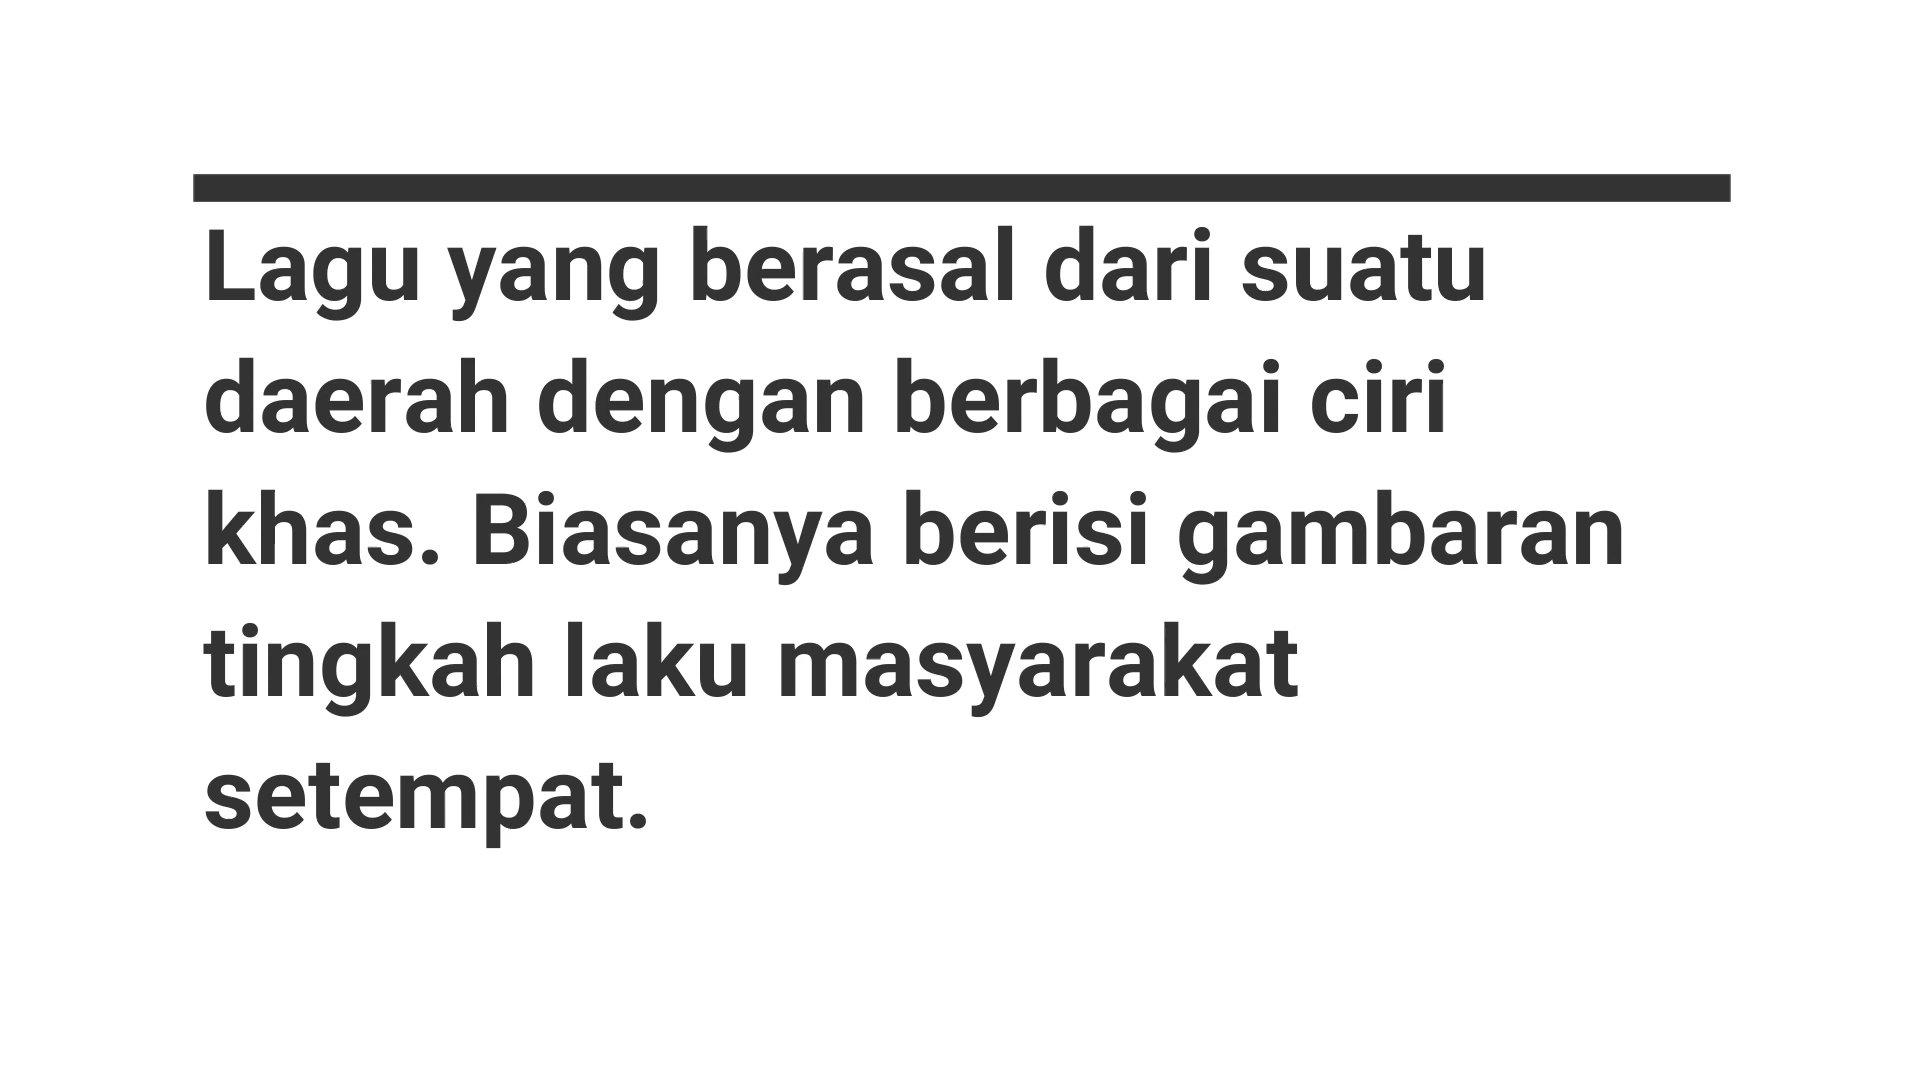 Lagu yang berasal dari suatu
daerah dengan berbagai ciri
khas. Biasanya berisi gambaran
tingkah laku masyarakat
setempat.